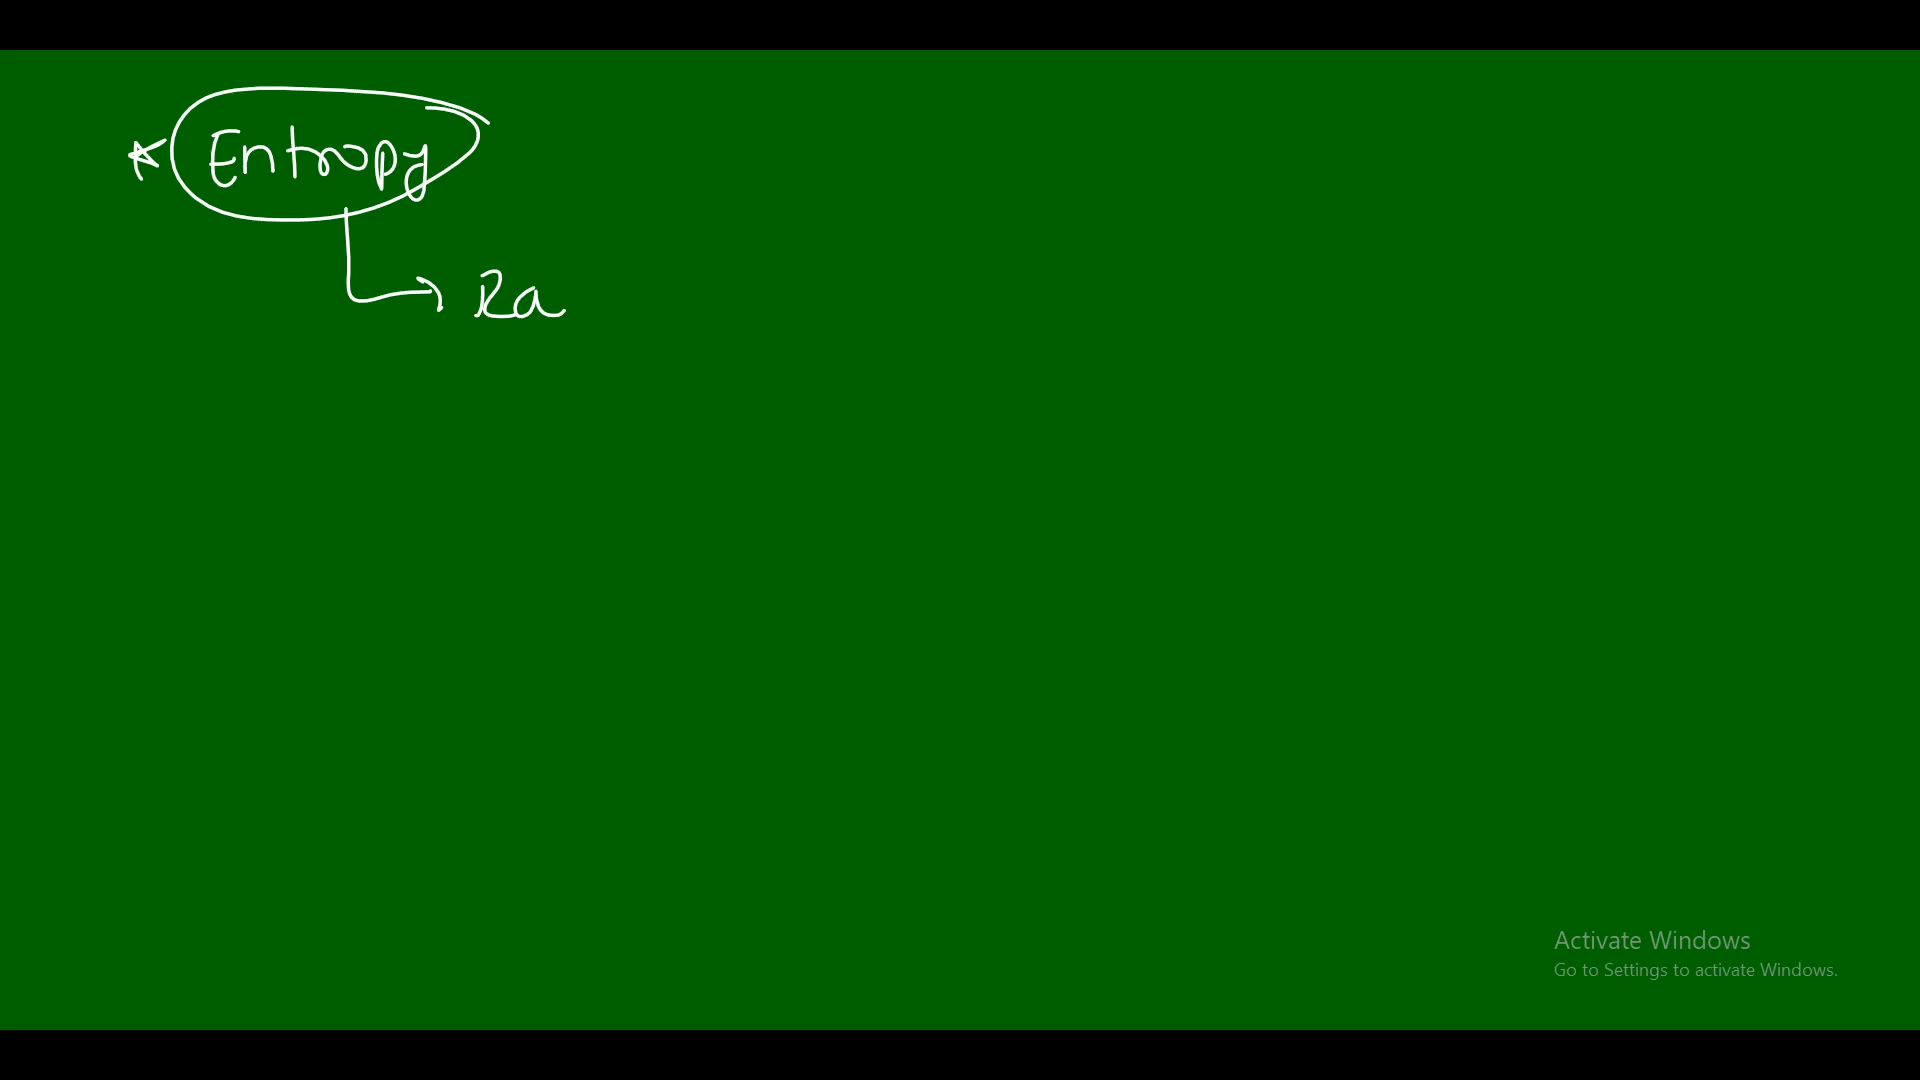 * Entropy
→ Ra
Activate Windows
Go to Settings to activate Windows.